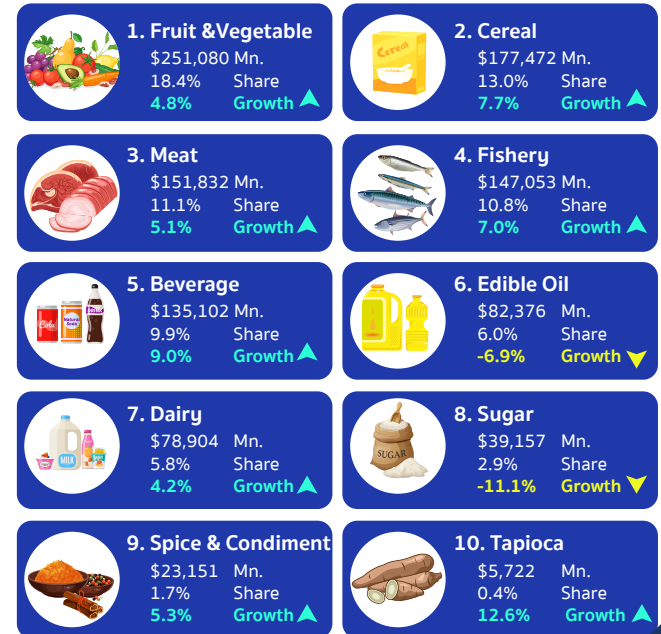 1. Fruit &Vegetable
$251,080 Mn.
18.4% Share
4.8% Growth
2. Cereal
$177,472 Mn.
13.0% Share
7.7% Growth
Cereal
3. Meat
$151,832 Mn.
11.1% Share
5.1% Growth
4. Fishery
$147,053 Mn.
10.8% Share
7.0% Growth
5. Beverage
$135,102 Mn.
9.9% Share
9.0% Growth
Cola
Natural
Soda
6. Edible Oil
$82,376 Mn.
6.0% Share
-6.9% Growth
7. Dairy
$78,904 Mn.
5.8% Share
4.2% Growth
MILK
8. Sugar
$39,157 Mn.
2.9% Share
-11.1% Growth
SUGAR
9. Spice & Condiment
$23,151 Mn.
1.7% Share
5.3% Growth
10. Tapioca
$5,722 Mn.
0.4% Share
12.6% Growth